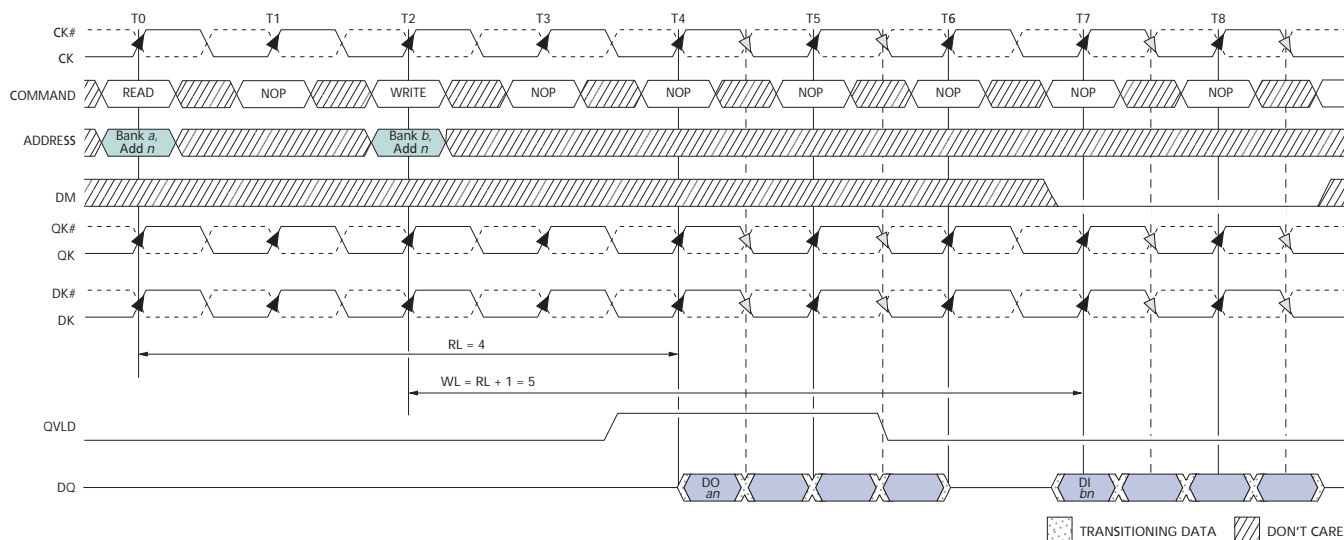 T0 T1 T2 T3 T4 T5 T6 T7 T8
CK#
CK
COMMAND READ NOP WRITE NOP NOP NOP NOP NOP NOP
ADDRESS Bank a, Add n Bank b, Add n
DM
QK#
QK
DK#
DK
RL = 4
WL = RL + 1 = 5
QVLD
DQ DO an DI bn
TRANSITIONING DATA DON'T CARE